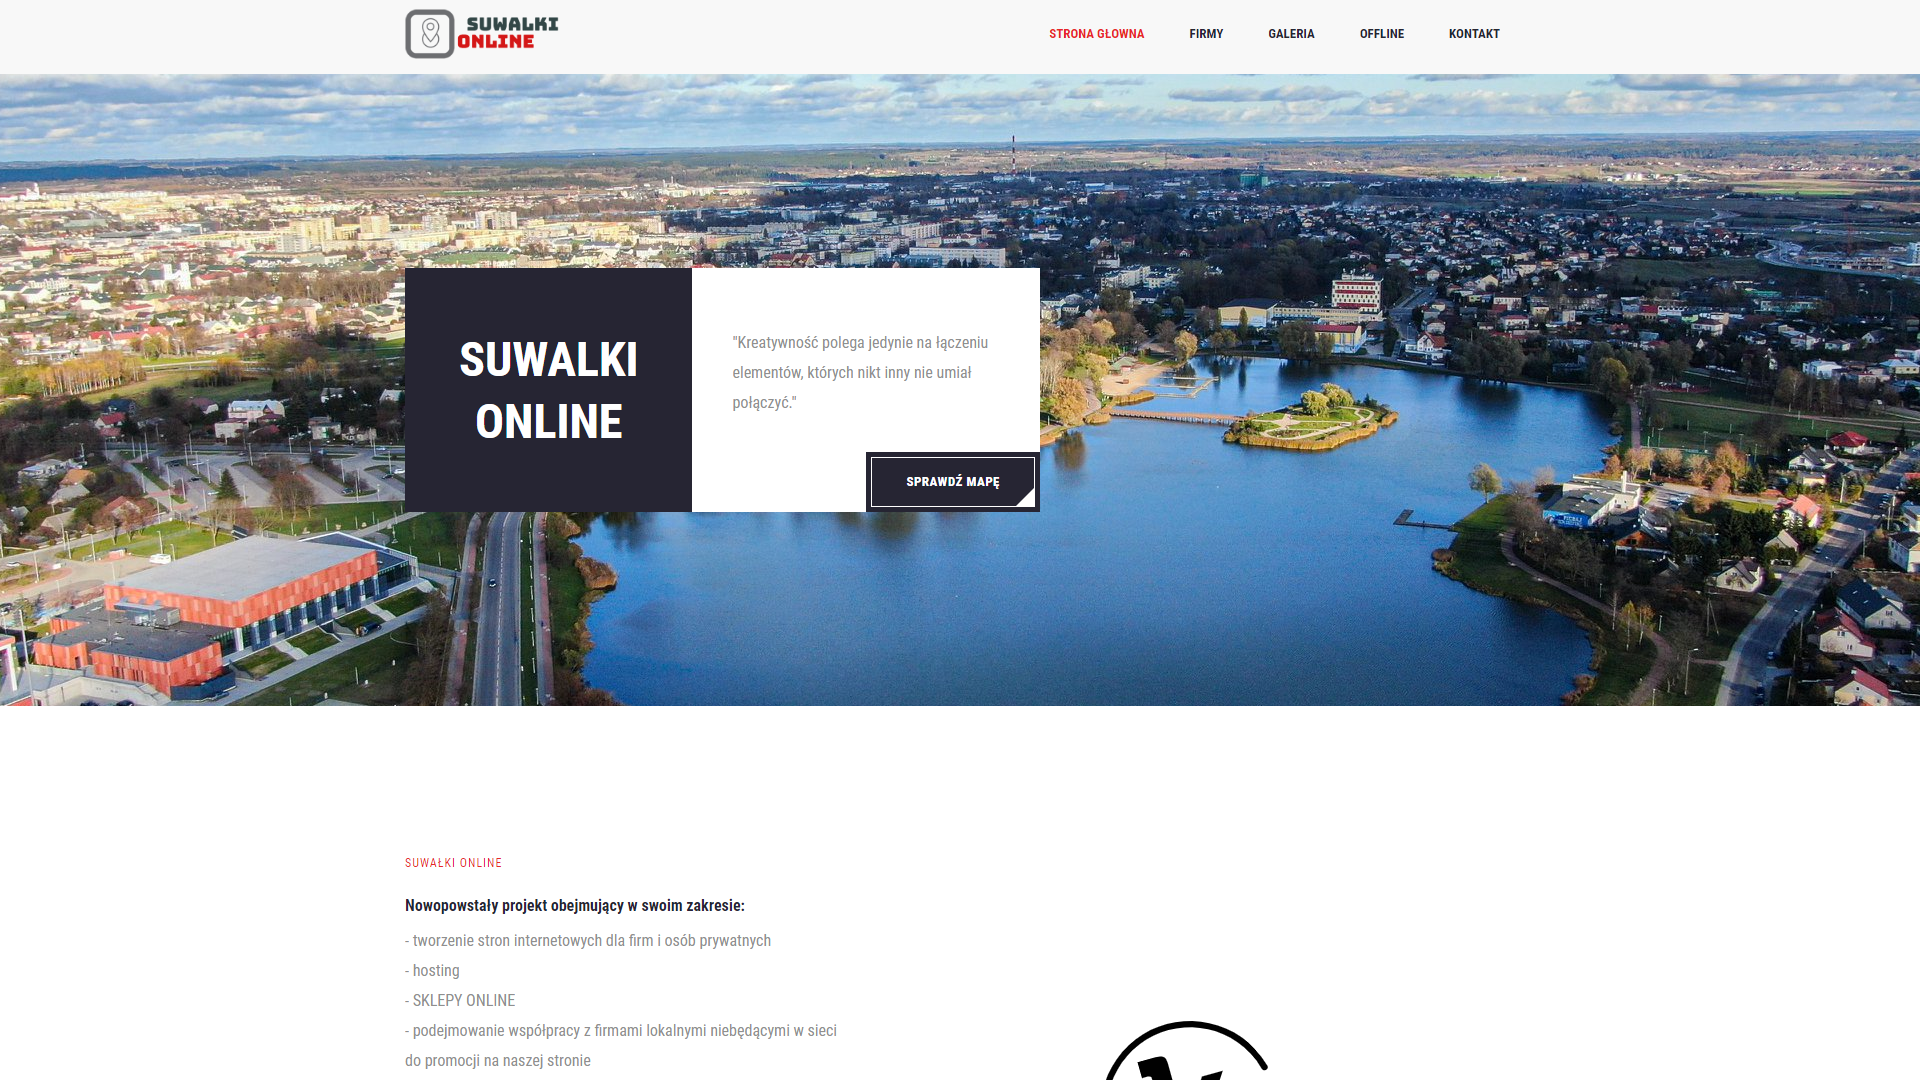 SUWALKI
ONLINE
STRONA GŁOWNA
FIRMY
GALERIA
OFFLINE
KONTAKT
SUWALKI
ONLINE
"Kreatywność polega jedynie na łączeniu
elementów, których nikt inny nie umiał
połączyć."
SPRAWDŹ MAPĘ
SUWAŁKI ONLINE
Nowopowstały projekt obejmujący w swoim zakresie:
- tworzenie stron internetowych dla firm i osób prywatnych
- hosting
- SKLEPY ONLINE
- podejmowanie współpracy z firmami lokalnymi niebędącymi w sieci
do promocji na naszej stronie